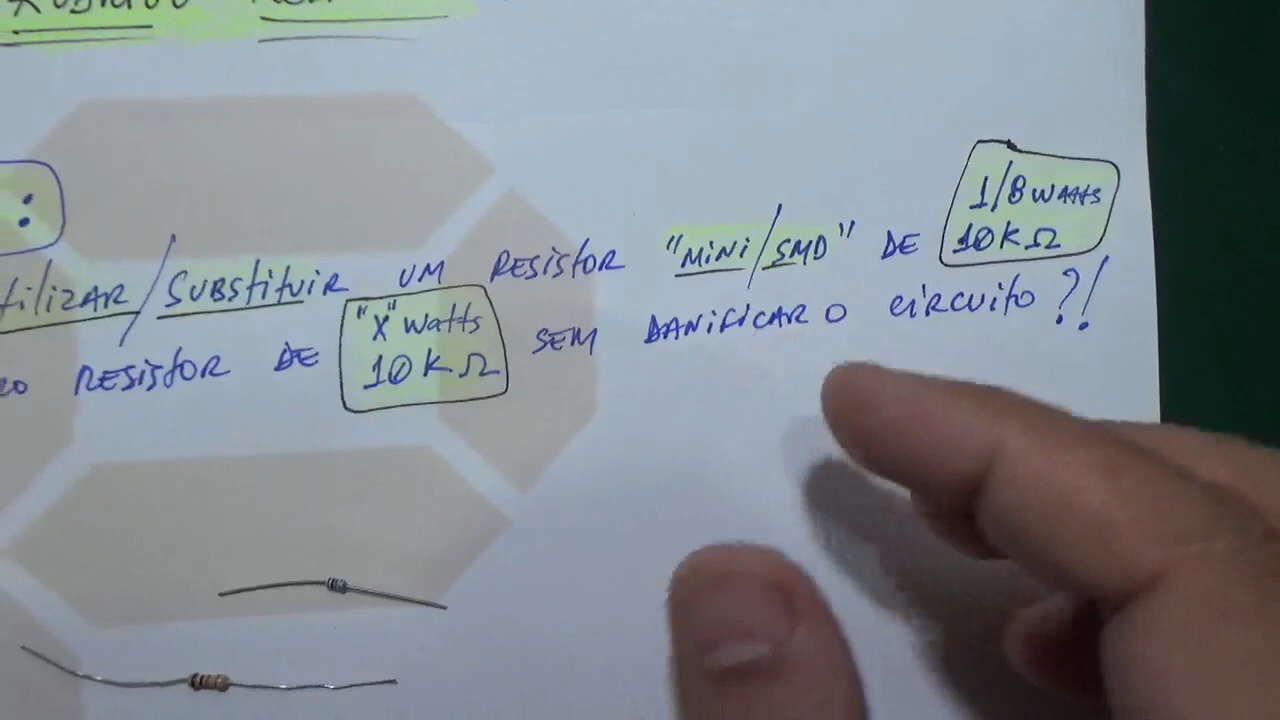 :
1/8 WATTS
tilizar/SUBSTITUIR UM RESISTOR "MINI/SMD" DE 10KΩ
RESISTOR DE "X" Watts SEM DANIFICAR O CIRCUITO ?!
10KΩ